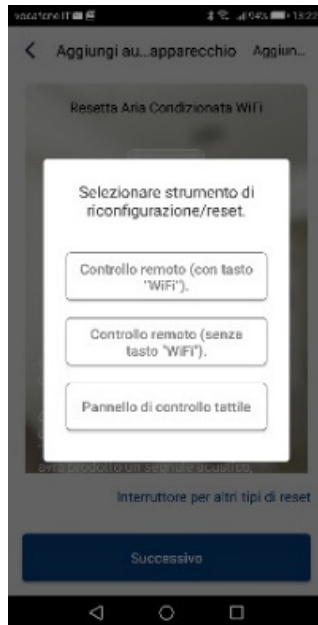 vodafone IT
94% 13:22
Aggiungi au...apparecchio Aggiun...
Resetta Aria Condizionata WiFi
Selezionare strumento di
riconfigurazione/reset.
Controllo remoto (con tasto
"WiFi").
Controllo remoto (senza
tasto "WiFi").
Pannello di controllo tattile
avrà prodotto un segnale acustico,
Interruttore per altri tipi di reset
Successivo